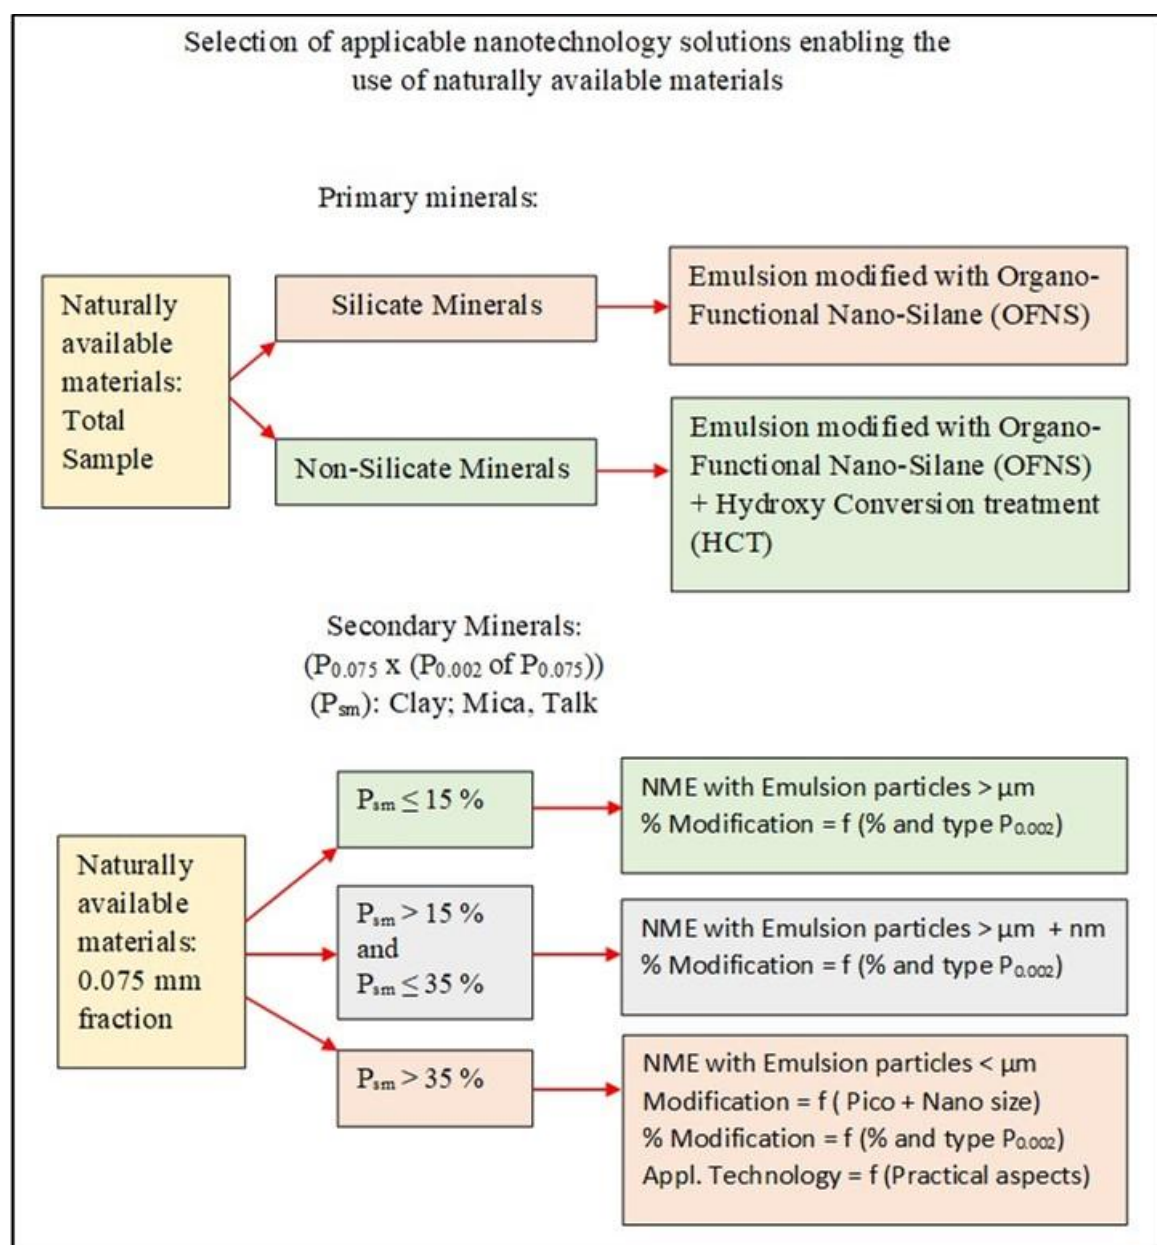 Selection of applicable nanotechnology solutions enabling the
use of naturally available materials
Primary minerals:
Naturally
available
materials:
Total
Sample
Silicate Minerals
Emulsion modified with Organo-
Functional Nano-Silane (OFNS)
Non-Silicate Minerals
Emulsion modified with Organo-
Functional Nano-Silane (OFNS)
+ Hydroxy Conversion treatment
(HCT)
Secondary Minerals:
(P0.075 x (P0.002 of P0.075))
(Psm): Clay; Mica, Talk
Naturally
available
materials:
0.075 mm
fraction
Psm ≤ 15 %
NME with Emulsion particles > μm
% Modification = f (% and type P0.002)
Psm > 15 %
and
Psm ≤ 35 %
NME with Emulsion particles > μm + nm
% Modification = f (% and type P0.002)
Psm > 35 %
NME with Emulsion particles < μm
Modification = f ( Pico + Nano size)
% Modification = f (% and type P0.002)
Appl. Technology = f (Practical aspects)